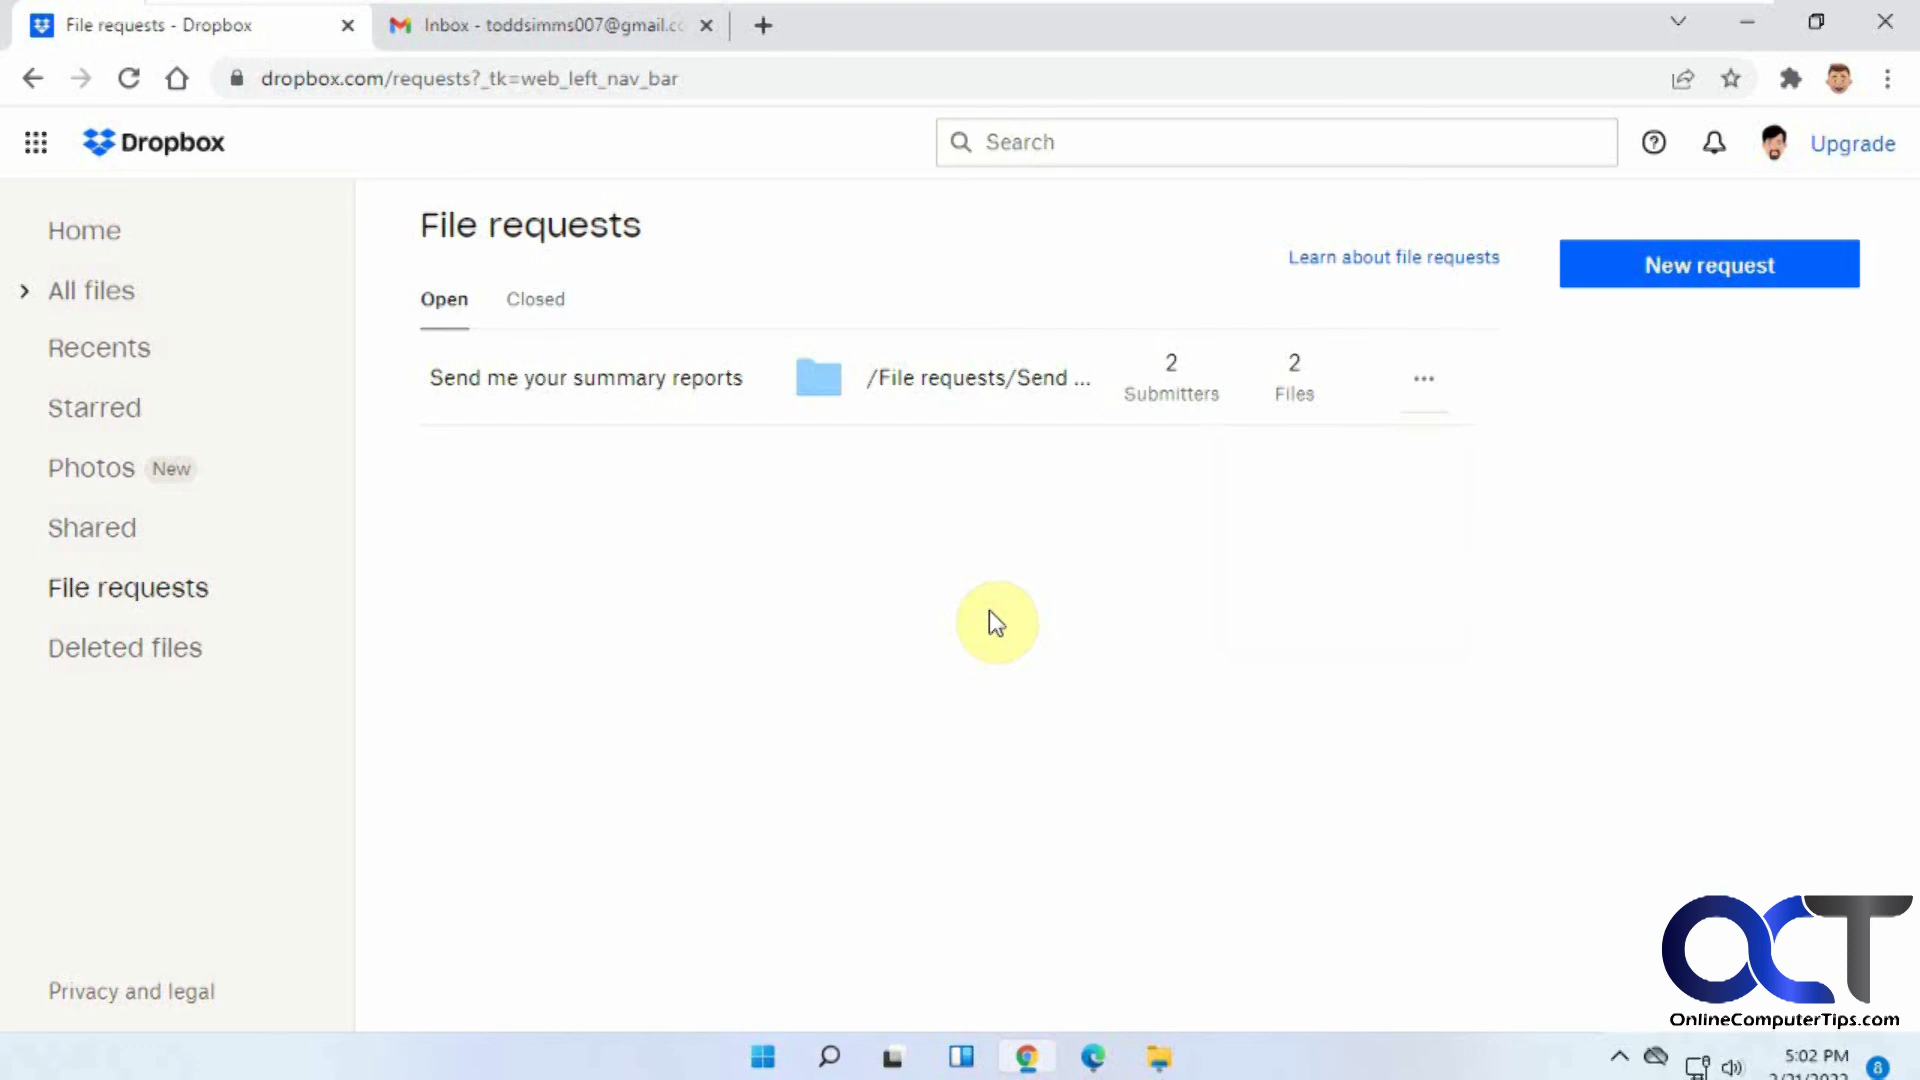 File requests - Dropbox
Inbox - toddsimms007@gmail.cc
dropbox.com/requests?_tk=web_left_nav_bar
Dropbox
Search
Upgrade
Home
All files
Recents
Starred
Photos New
Shared
File requests
Deleted files
Privacy and legal
File requests
Learn about file requests
New request
Open Closed
Send me your summary reports
/File requests/Send ...
2
Submitters
2
Files
OCT
OnlineComputerTips.com
5:02 PM
8